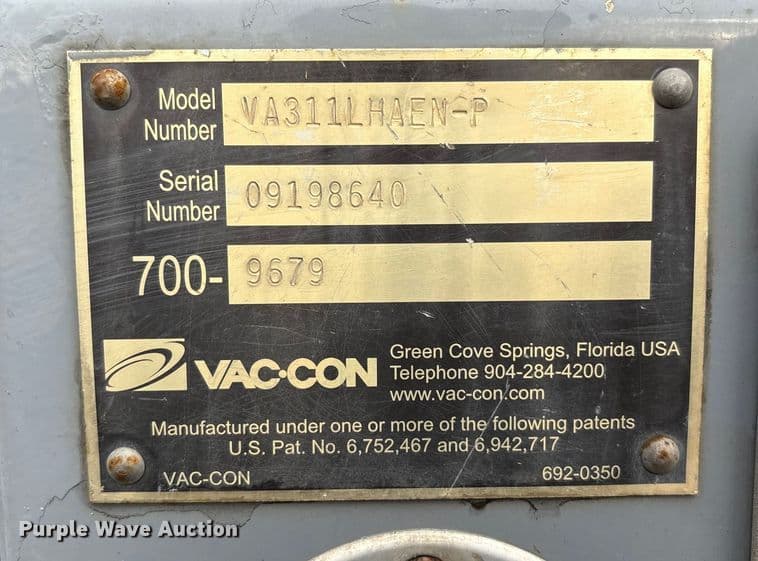 Model Number VA311LHAEN-P
Serial Number 09198640
700- 9679
VAC•CON
Green Cove Springs, Florida USA
Telephone 904-284-4200
www.vac-con.com
Manufactured under one or more of the following patents
U.S. Pat. No. 6,752,467 and 6,942,717
VAC-CON 692-0350
Purple Wave Auction